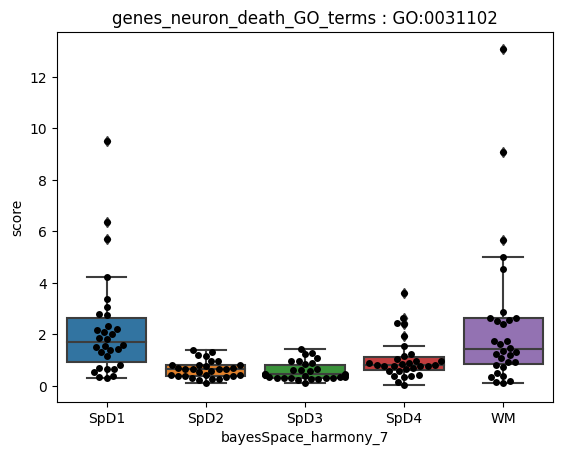 genes_neuron_death_GO_terms : GO:0031102
score
12
10
8
6
4
2
0
SpD1 SpD2 SpD3 SpD4 WM
bayesSpace_harmony_7